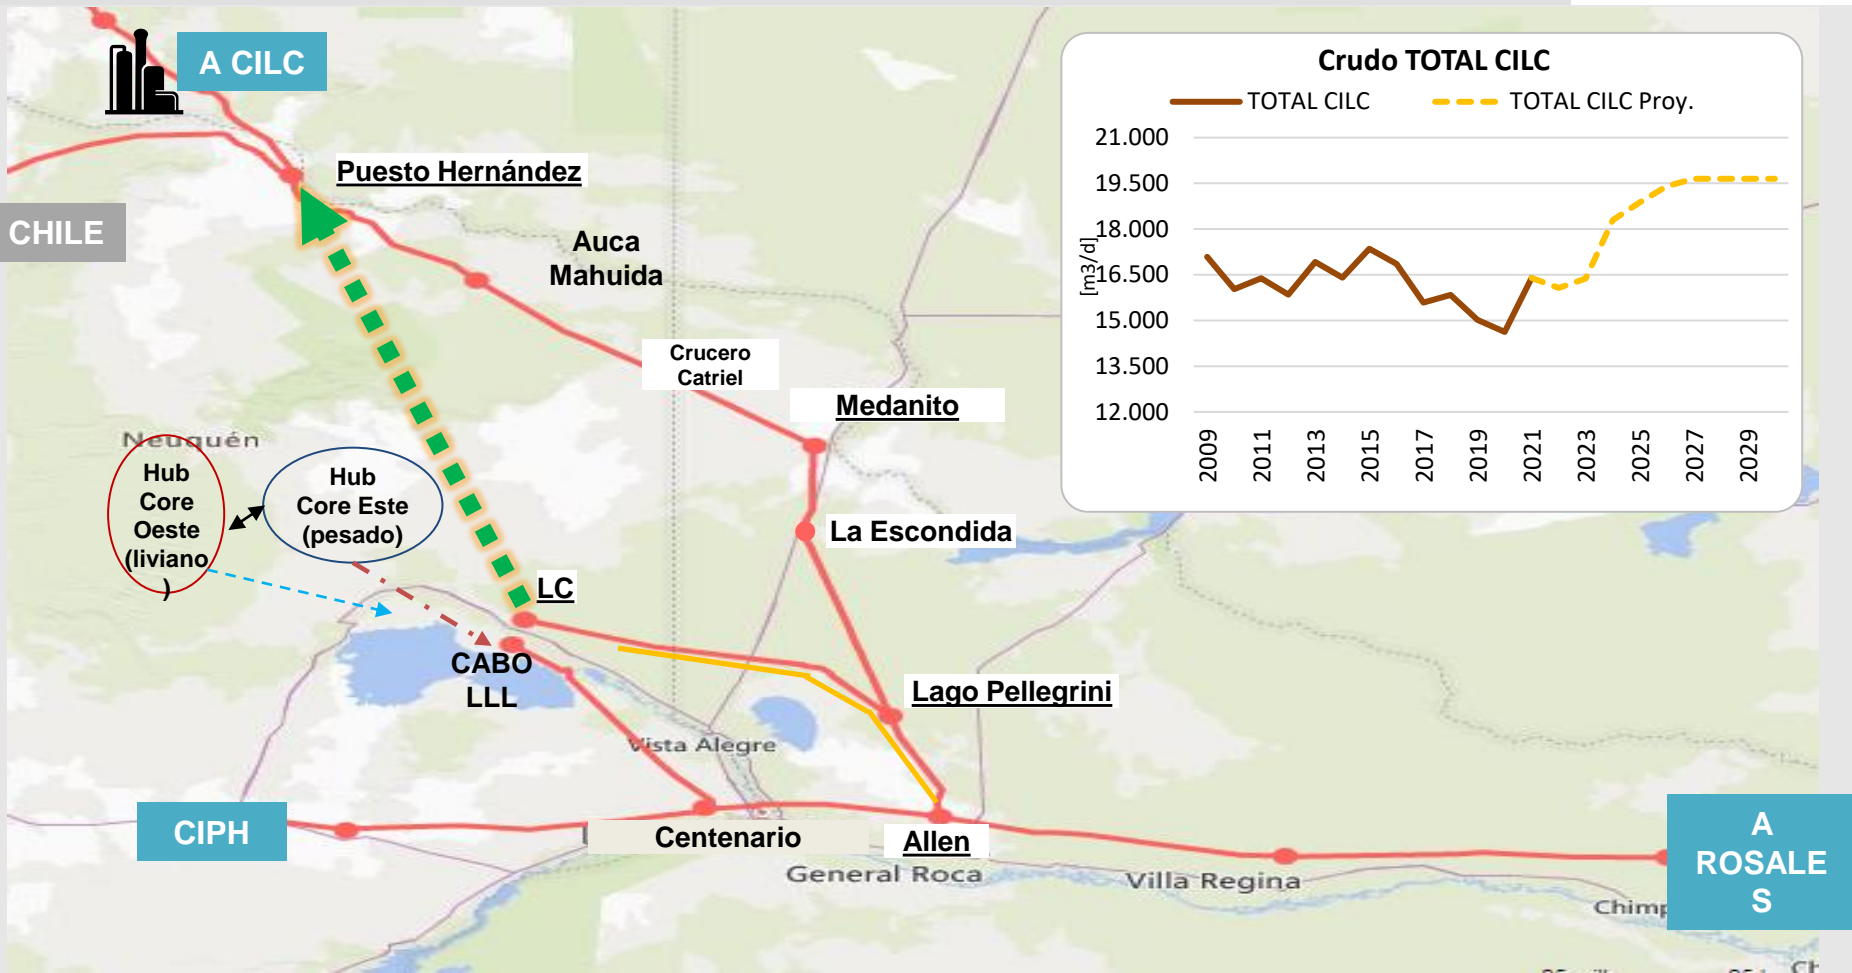 A CILC
Puesto Hernández
CHILE
Auca
Mahuida
Crucero
Catriel
Medanito
Neuquén
Hub
Core
Oeste
(liviano
)
Hub
Core Este
(pesado)
La Escondida
LC
CABO
LLL
Lago Pellegrini
Vista Alegre
CIPH
Centenario
Allen
General Roca
Villa Regina
A
ROSALE
S
Crudo TOTAL CILC
TOTAL CILC
TOTAL CILC Proy.
[m3/d]
21.000
19.500
18.000
16.500
15.000
13.500
12.000
2009
2011
2013
2015
2017
2019
2021
2023
2025
2027
2029